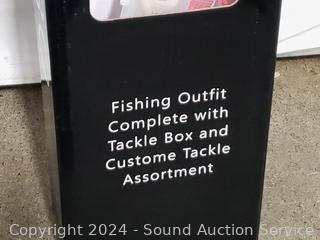 Fishing Outfit
Complete with
Tackle Box and
Custome Tackle
Assortment
Copyright 2024 - Sound Auction Service